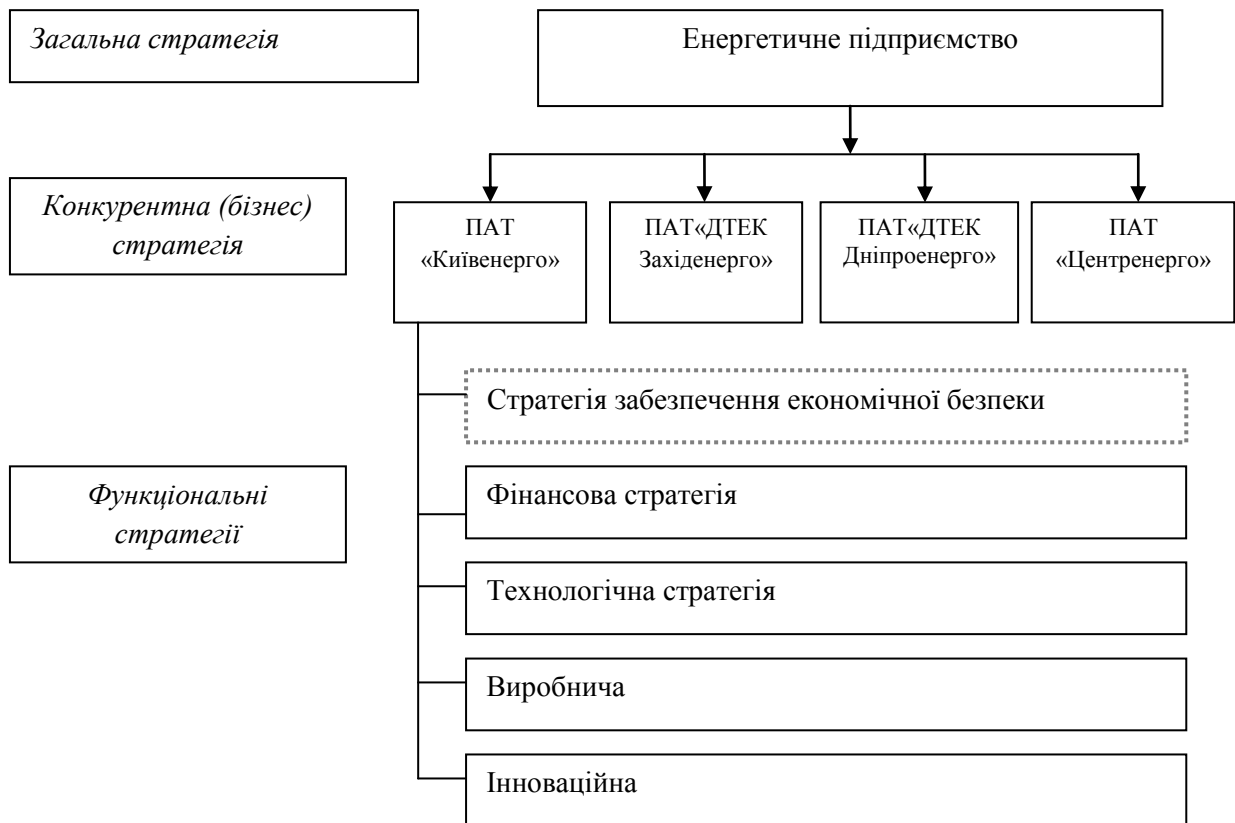 Загальна стратегія
Енергетичне підприємство
Конкурентна (бізнес)
стратегія
ПАТ
«Київенерго»
ПАТ«ДТЕК
Західенерго»
ПАТ«ДТЕК
Дніпроенерго»
ПАТ
«Центренерго»
Стратегія забезпечення економічної безпеки
Функціональні
стратегії
Фінансова стратегія
Технологічна стратегія
Виробнича
Інноваційна